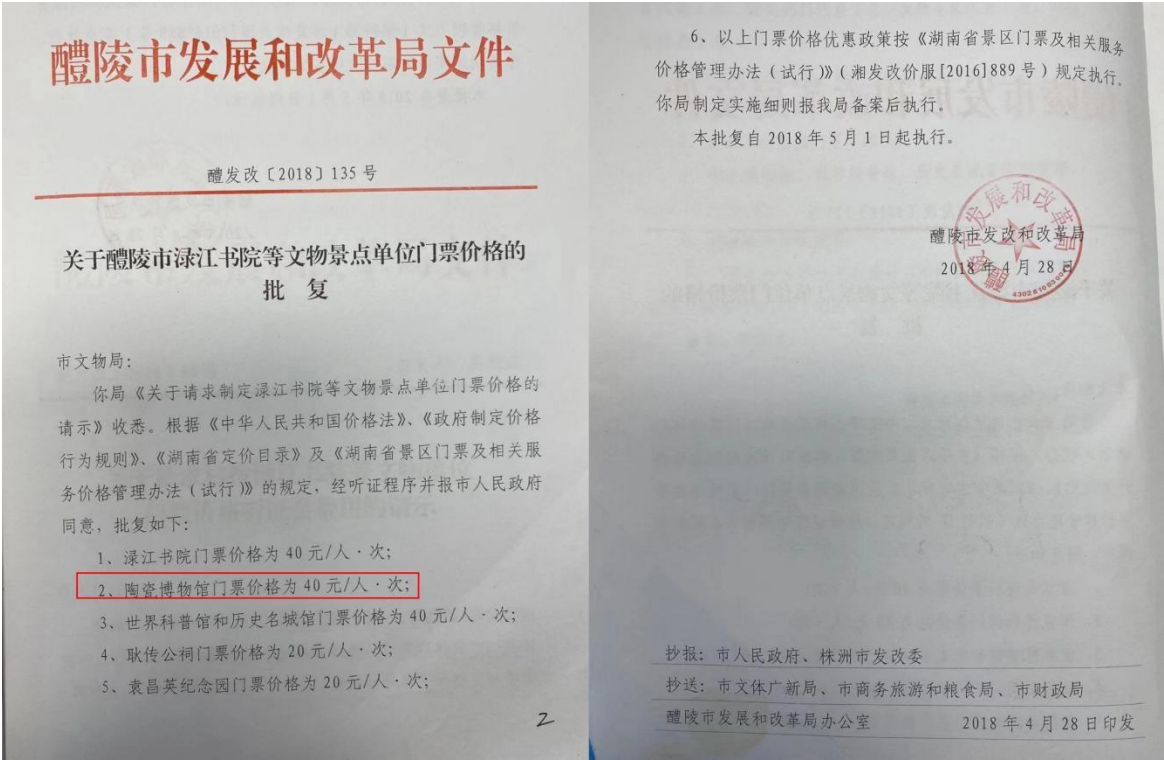 醴陵市发展和改革局文件
醴发改〔2018〕135号
关于醴陵市渌江书院等文物景点单位门票价格的
批 复
市文物局：
你局《关于请求制定渌江书院等文物景点单位门票价格的
请示》收悉。根据《中华人民共和国价格法》、《政府制定价格
行为规则》、《湖南省定价目录》及《湖南省景区门票及相关服
务价格管理办法（试行）》的规定，经听证程序并报市人民政府
同意，批复如下：
1、渌江书院门票价格为40元/人·次；
2、陶瓷博物馆门票价格为40元/人·次；
3、世界科普馆和历史名城馆门票价格为40元/人·次；
4、耿传公祠门票价格为20元/人·次；
5、袁昌英纪念园门票价格为20元/人·次；
2
6、以上门票价格优惠政策按《湖南省景区门票及相关服务
价格管理办法（试行）》（湘发改价服[2016]889号）规定执行，
你局制定实施细则报我局备案后执行。
本批复自2018年5月1日起执行。
醴陵市发展和改革局
醴陵市发改和改革局
2018年4月28日
抄报：市人民政府、株洲市发改委
抄送：市文体广新局、市商务旅游和粮食局、市财政局
醴陵市发展和改革局办公室 2018年4月28日印发